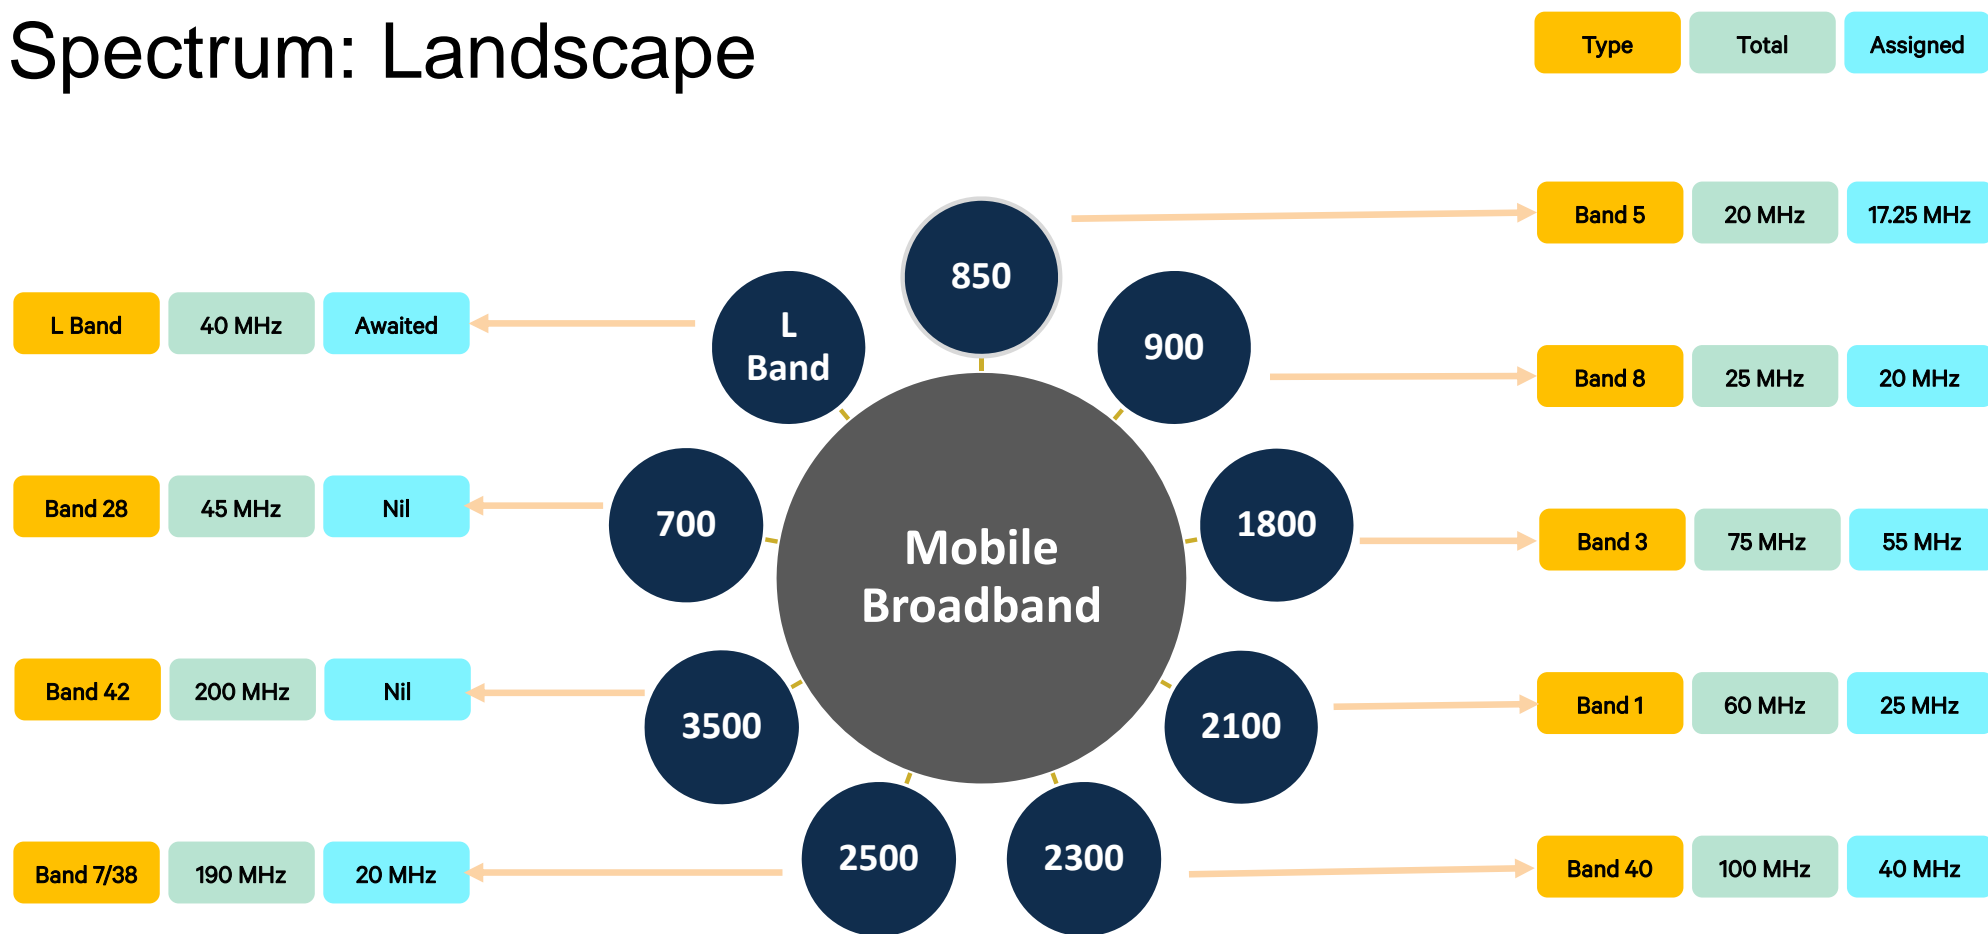 Spectrum: Landscape
Type Total Assigned
850
Band 5 20 MHz 17.25 MHz
L
Band
L Band 40 MHz Awaited
900
Band 8 25 MHz 20 MHz
700
Band 28 45 MHz Nil
1800
Band 3 75 MHz 55 MHz
Mobile
Broadband
3500
Band 42 200 MHz Nil
2100
Band 1 60 MHz 25 MHz
2500
Band 7/38 190 MHz 20 MHz
2300
Band 40 100 MHz 40 MHz